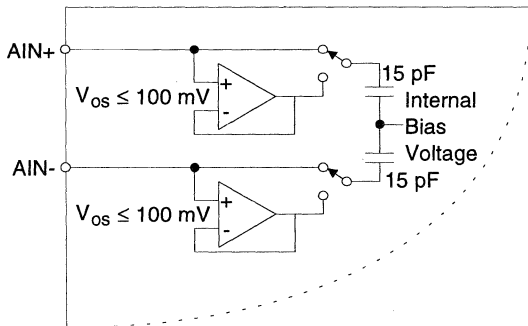 AIN+
+
-
V_OS ≤ 100 mV
15 pF
Internal
Bias
Voltage
15 pF
AIN-
+
-
V_OS ≤ 100 mV